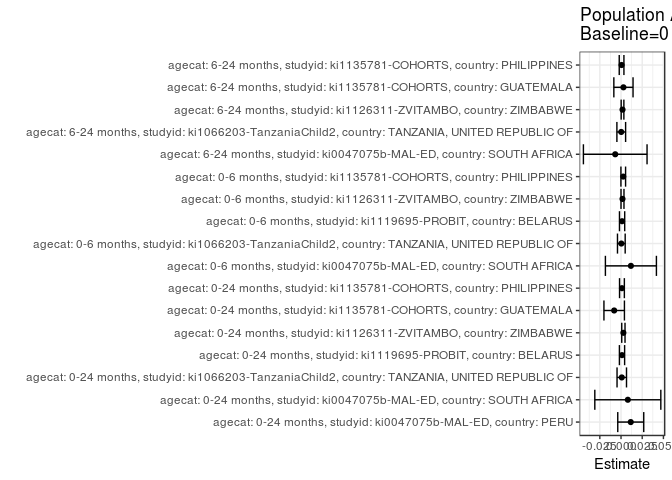 Population
Baseline=0
agecat: 6-24 months, studyid: ki1135781-COHORTS, country: PHILIPPINES
agecat: 6-24 months, studyid: ki1135781-COHORTS, country: GUATEMALA
agecat: 6-24 months, studyid: ki1126311-ZVITAMBO, country: ZIMBABWE
agecat: 6-24 months, studyid: ki1066203-TanzaniaChild2, country: TANZANIA, UNITED REPUBLIC OF
agecat: 6-24 months, studyid: ki0047075b-MAL-ED, country: SOUTH AFRICA
agecat: 0-6 months, studyid: ki1135781-COHORTS, country: PHILIPPINES
agecat: 0-6 months, studyid: ki1126311-ZVITAMBO, country: ZIMBABWE
agecat: 0-6 months, studyid: ki1119695-PROBIT, country: BELARUS
agecat: 0-6 months, studyid: ki1066203-TanzaniaChild2, country: TANZANIA, UNITED REPUBLIC OF
agecat: 0-6 months, studyid: ki0047075b-MAL-ED, country: SOUTH AFRICA
agecat: 0-24 months, studyid: ki1135781-COHORTS, country: PHILIPPINES
agecat: 0-24 months, studyid: ki1135781-COHORTS, country: GUATEMALA
agecat: 0-24 months, studyid: ki1126311-ZVITAMBO, country: ZIMBABWE
agecat: 0-24 months, studyid: ki1119695-PROBIT, country: BELARUS
agecat: 0-24 months, studyid: ki1066203-TanzaniaChild2, country: TANZANIA, UNITED REPUBLIC OF
agecat: 0-24 months, studyid: ki0047075b-MAL-ED, country: SOUTH AFRICA
agecat: 0-24 months, studyid: ki0047075b-MAL-ED, country: PERU
Estimate